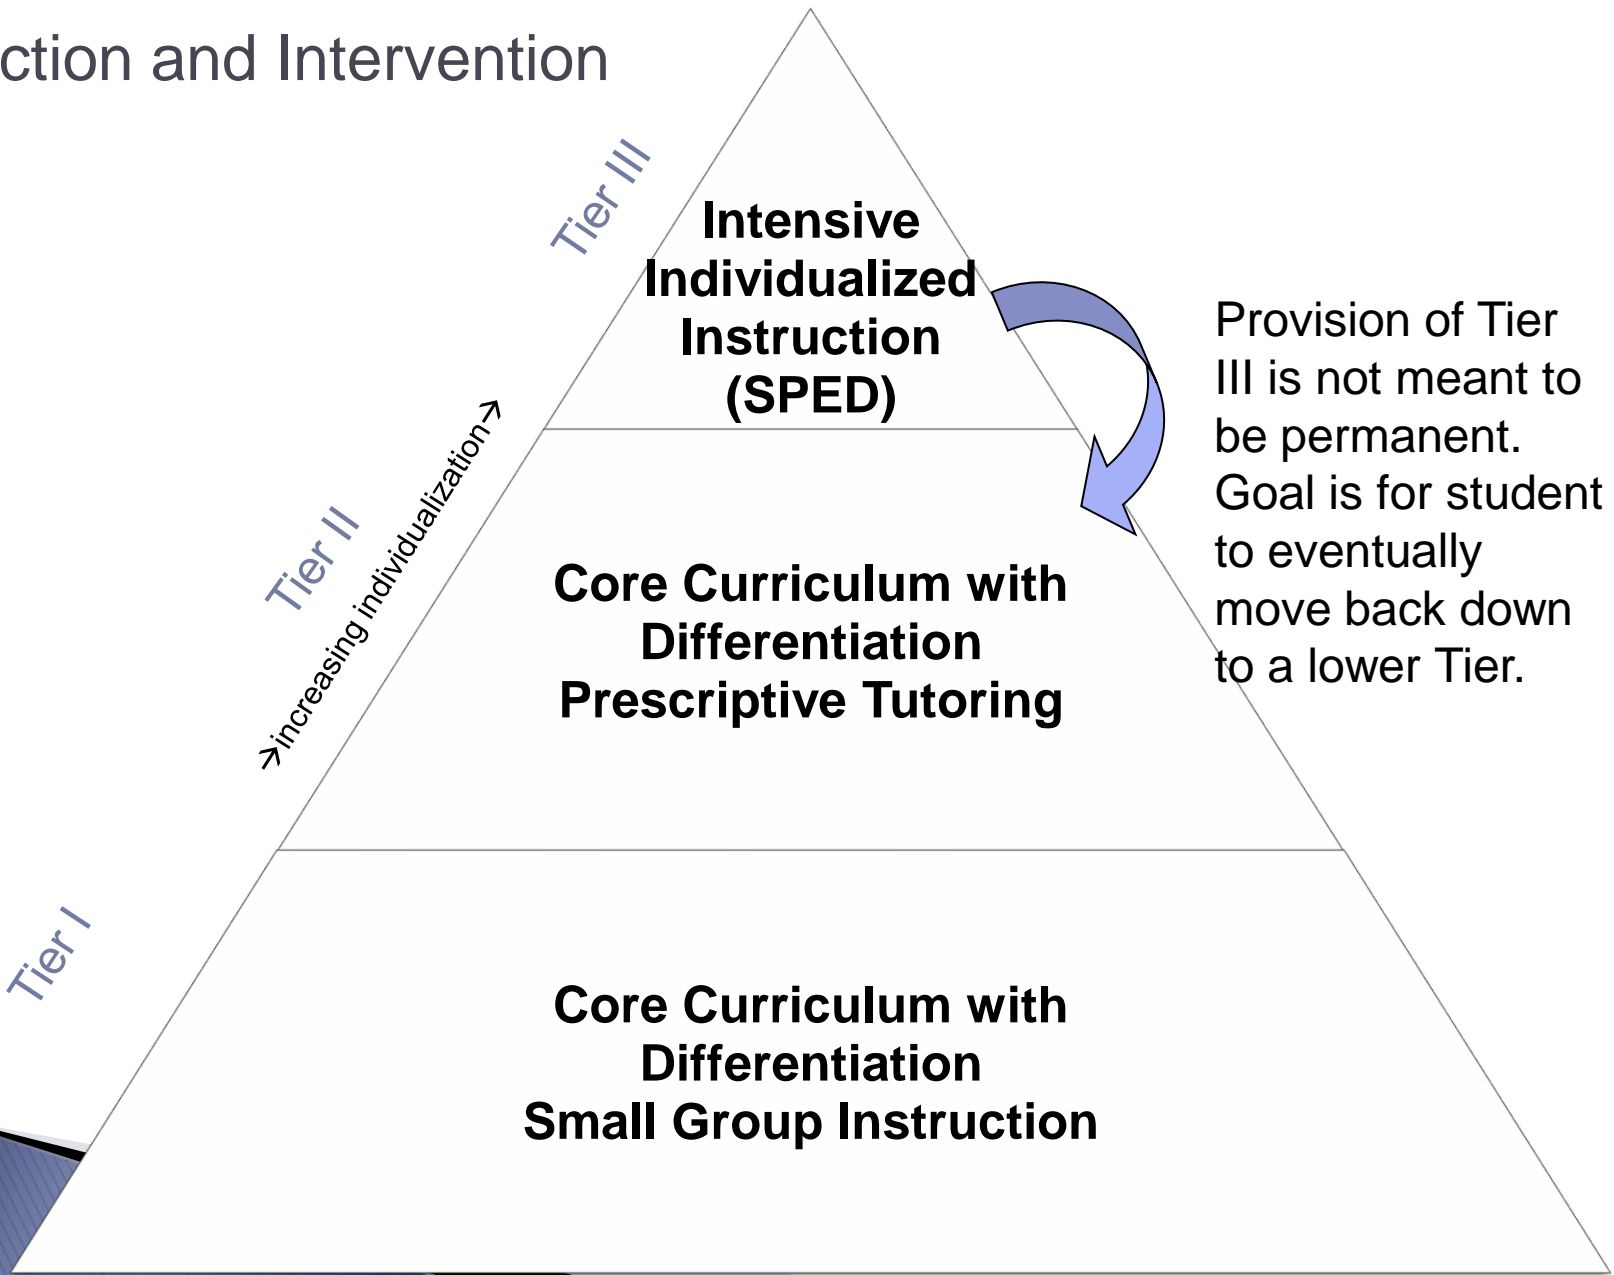 ction and Intervention
Tier III
Intensive
Individualized
Instruction
(SPED)
Provision of Tier
III is not meant to
be permanent.
Goal is for student
to eventually
move back down
to a lower Tier.
Tier II
→increasing individualization→
Core Curriculum with
Differentiation
Prescriptive Tutoring
Tier I
Core Curriculum with
Differentiation
Small Group Instruction